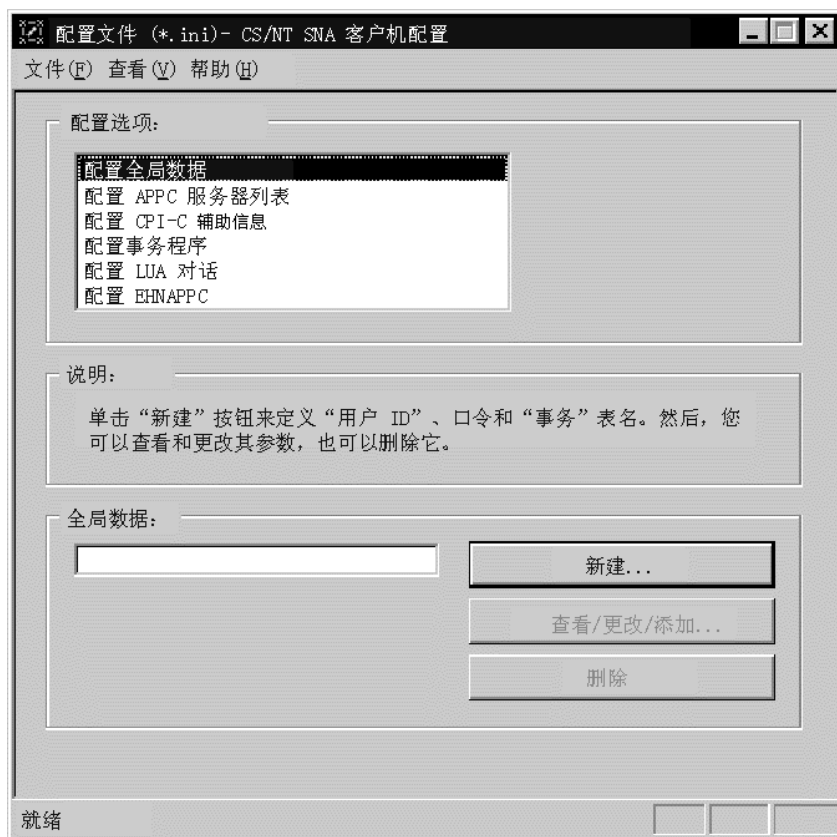 配置文件 (*.ini)- CS/NT SNA 客户机配置
文件(F) 查看(V) 帮助(H)
配置选项:
配置全局数据
配置 APPC 服务器列表
配置 CPI-C 辅助信息
配置事务程序
配置 LUA 对话
配置 EHNAPPC
说明:
单击“新建”按钮来定义“用户 ID”、口令和“事务”表名。然后，您
可以查看和更改其参数，也可以删除它。
全局数据:
新建...
查看/更改/添加...
删除
就绪